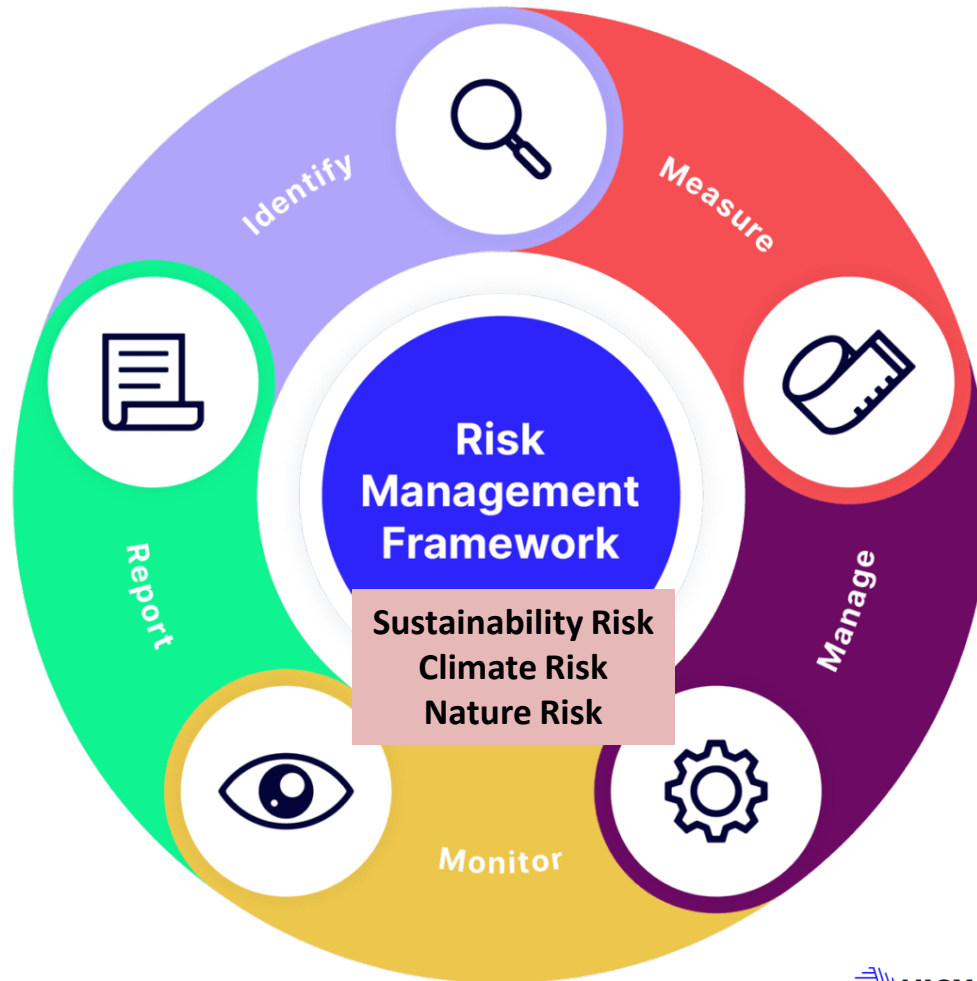 Identify
Measure
Risk
Management
Framework
Sustainability Risk
Climate Risk
Nature Risk
Report
Manage
Monitor